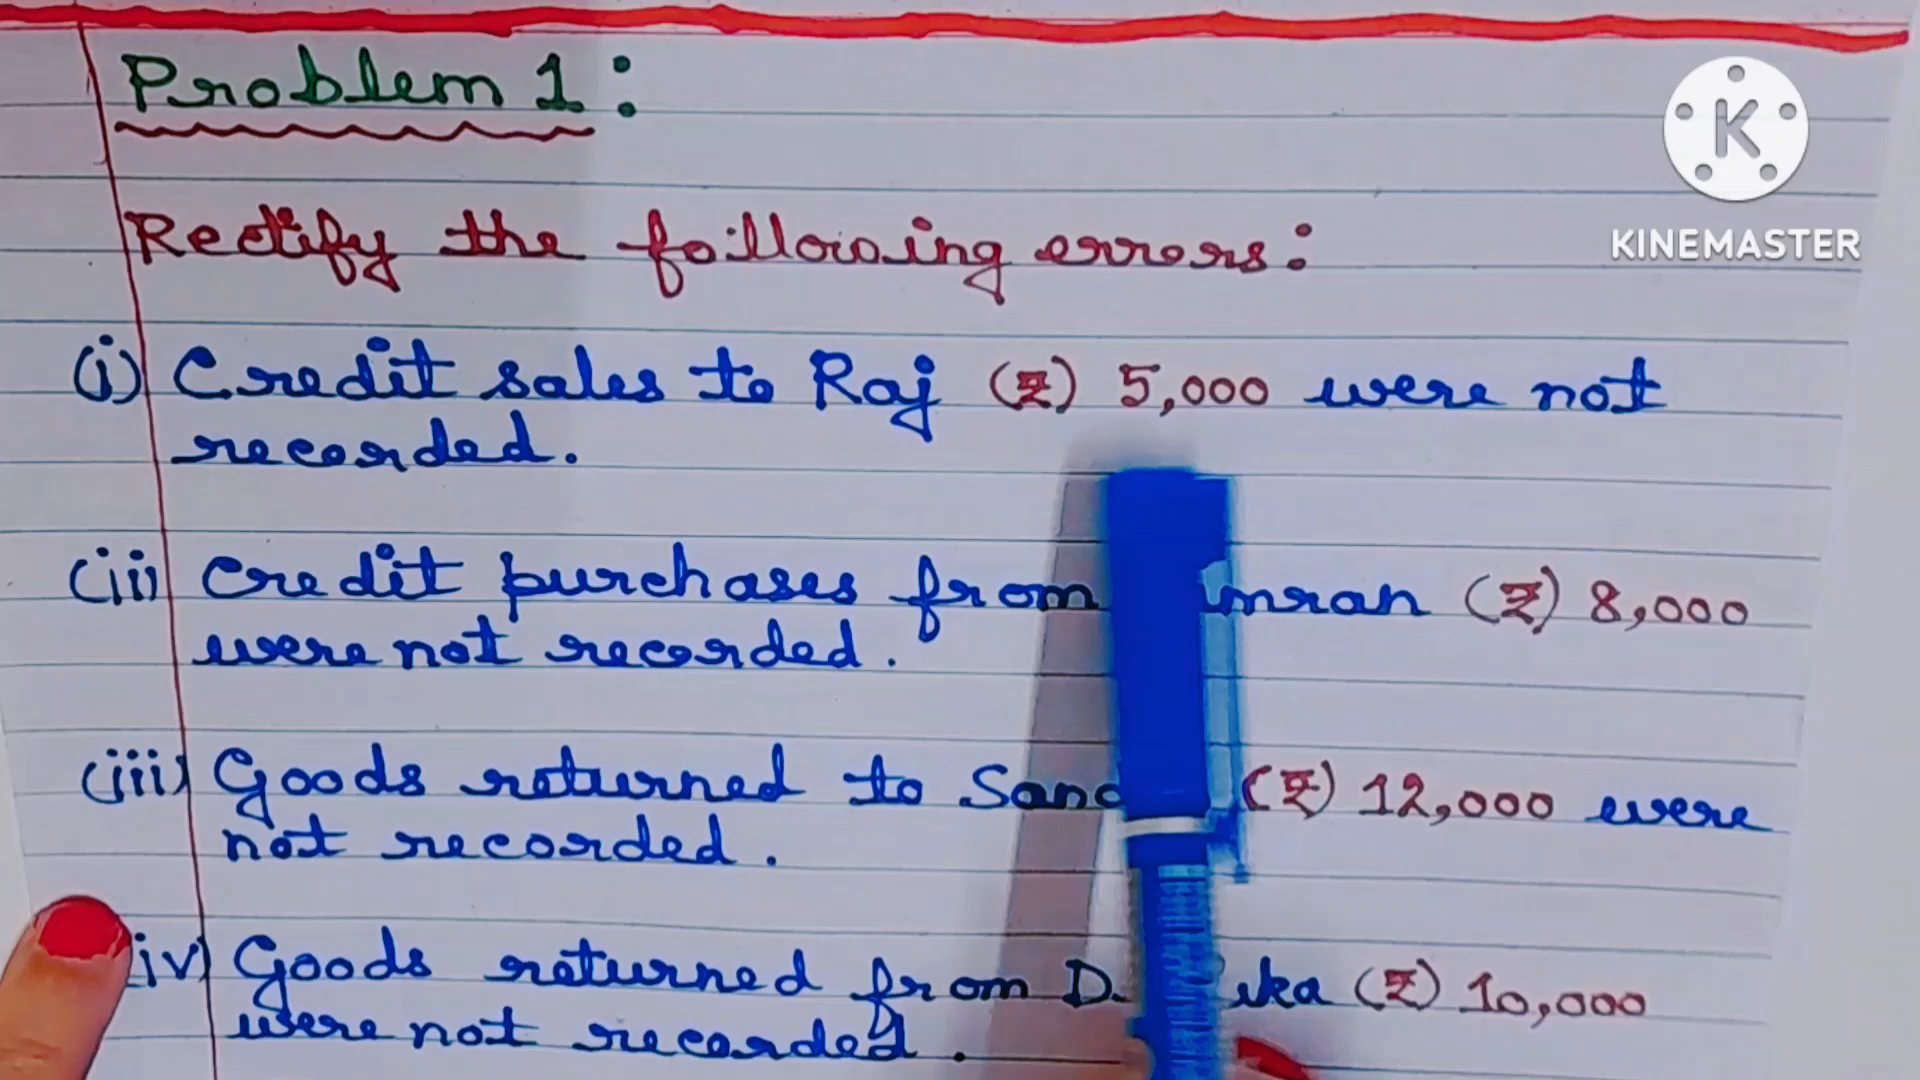 Problem 1:
K
KINEMASTER
Rectify the following errors:
(i) Credit sales to Raj (₹) 5,000 were not
recorded.
(ii) Credit purchases from (₹) 8,000
were not recorded.
(iii) Goods returned to (₹) 12,000 were
not recorded.
(iv) Goods returned from (₹) 10,000
were not recorded.